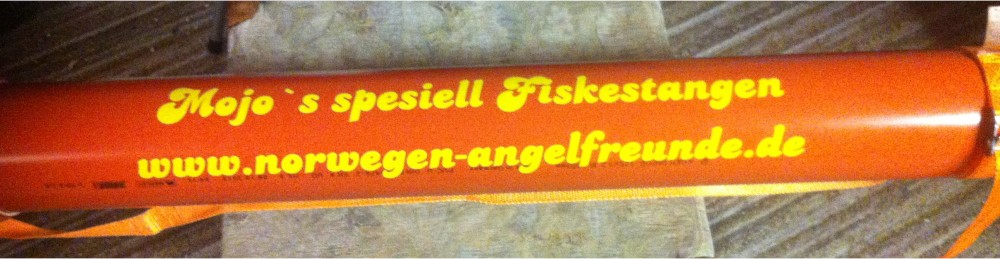 Mojo`s spesiell Fiskestangen
www.norwegen-angelfreunde.de